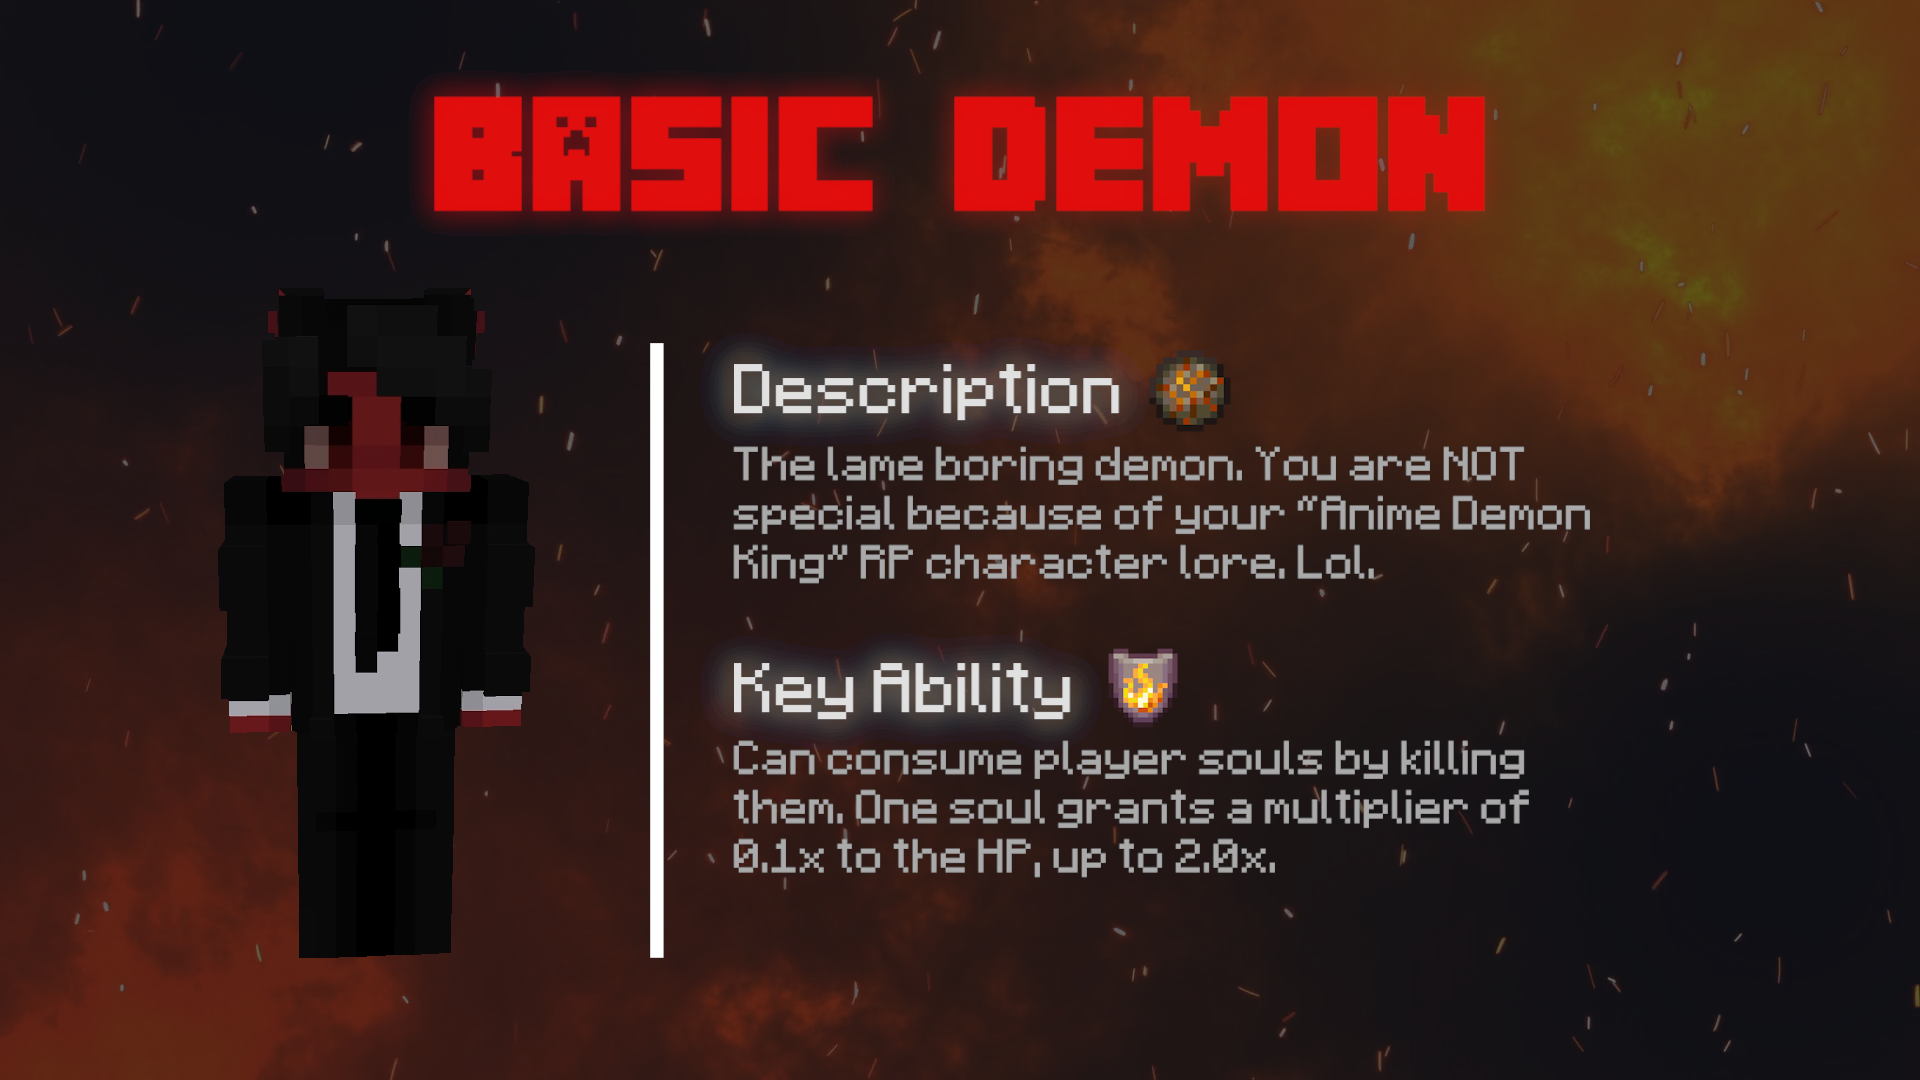 BASIC DEMON
Description
The lame boring demon. You are NOT
special because of your "Anime Demon
King" RP character lore. Lol.
Key Ability
Can consume player souls by killing
them. One soul grants a multiplier of
0.1x to the HP, up to 2.0x.